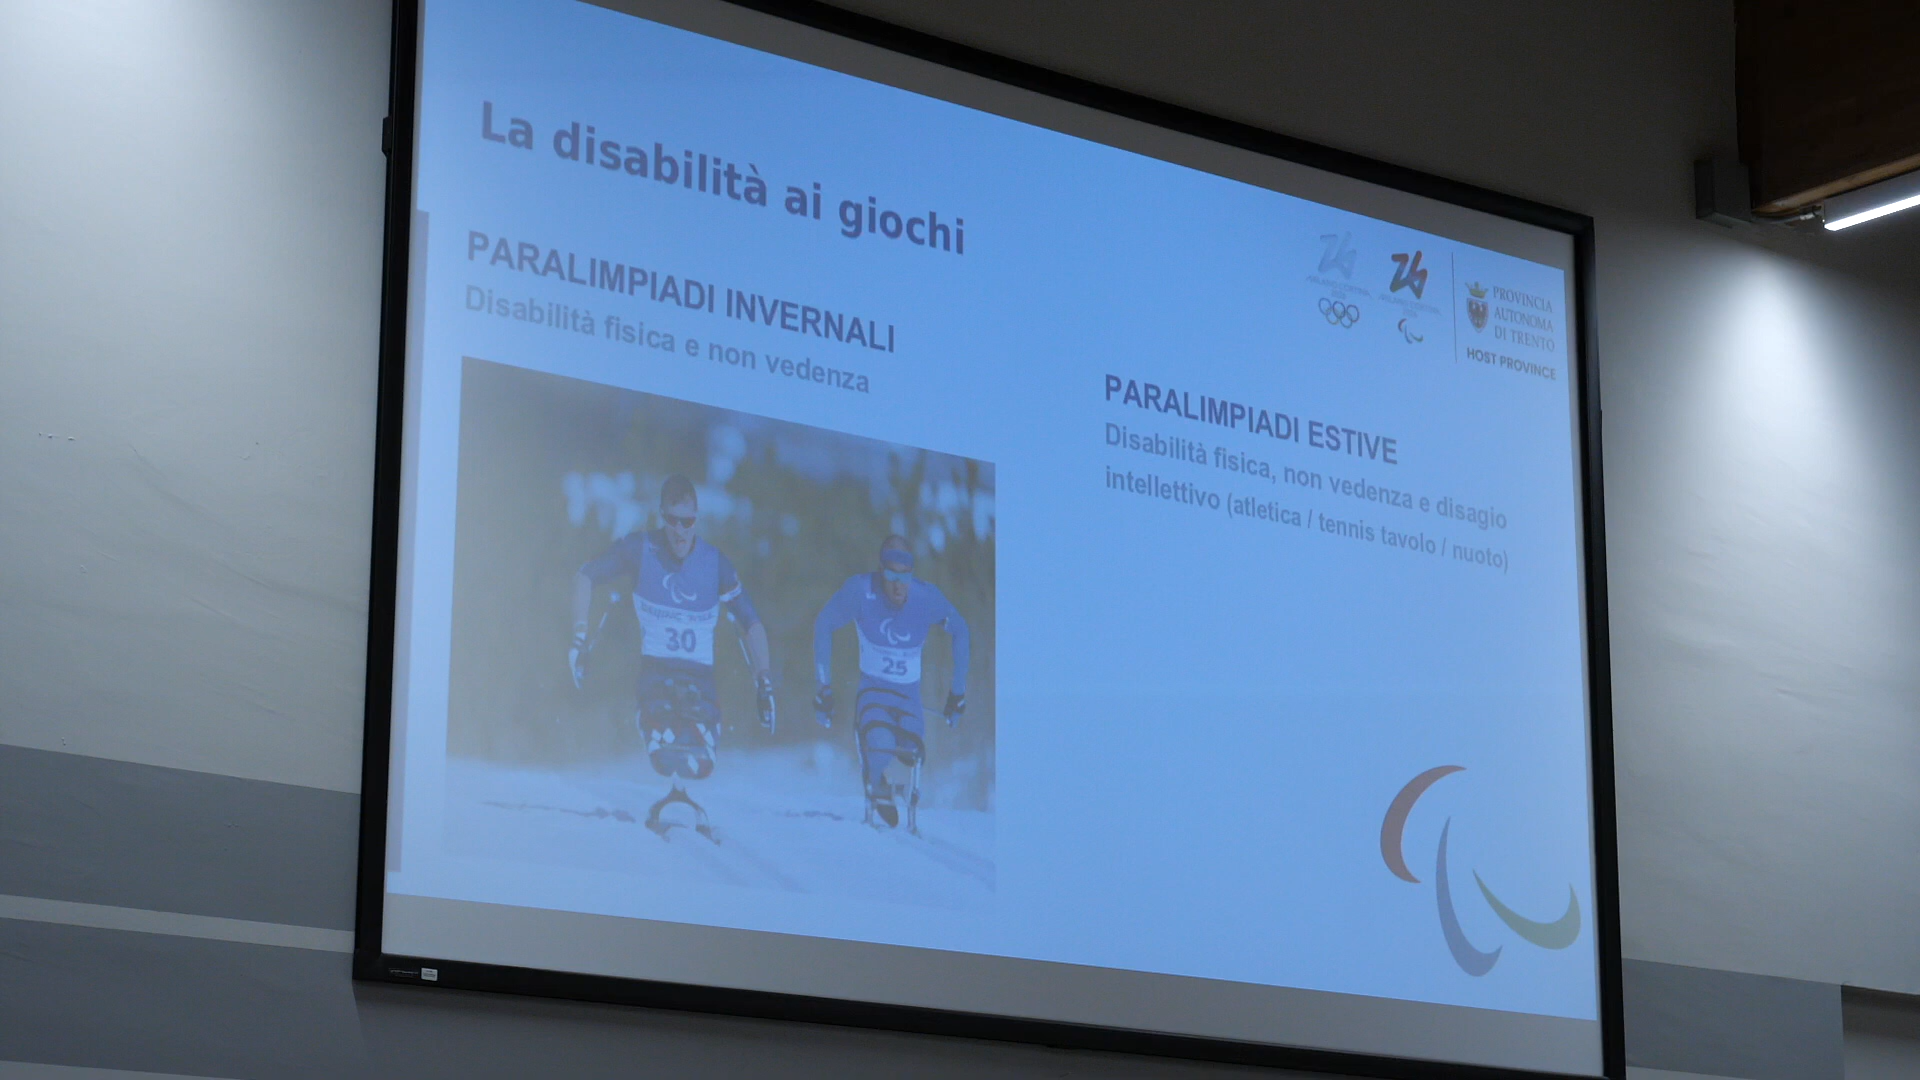 La disabilità ai giochi
PARALIMPIADI INVERNALI
Disabilità fisica e non vedenza
30
25
PROVINCIA
AUTONOMA
DI TRENTO
HOST PROVINCE
PARALIMPIADI ESTIVE
Disabilità fisica, non vedenza e disagio
intellettivo (atletica / tennis tavolo / nuoto)